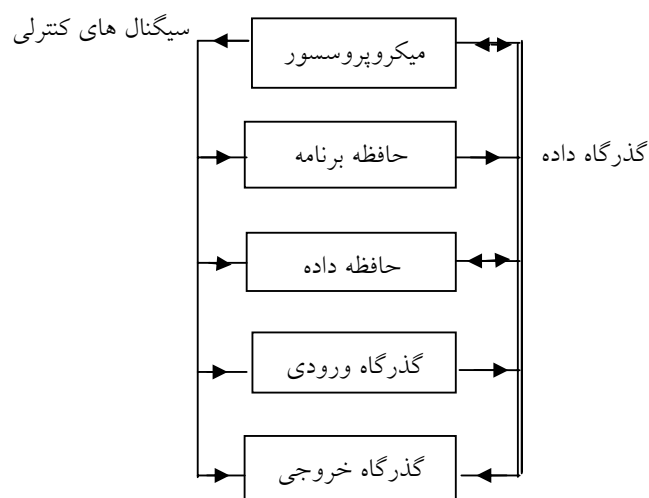 سیگنال های کنترلی
میکروپروسسور
حافظه برنامه
گذرگاه داده
حافظه داده
گذرگاه ورودی
گذرگاه خروجی